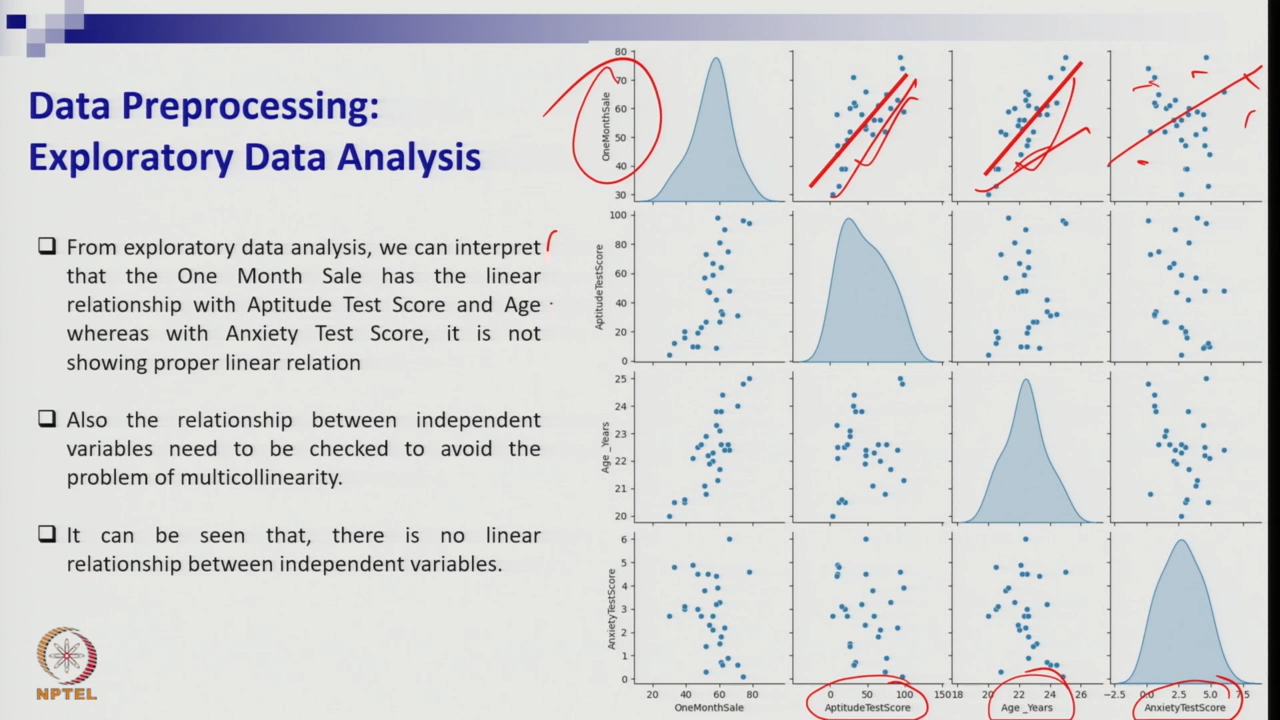 Data Preprocessing:
Exploratory Data Analysis
From exploratory data analysis, we can interpret
that the One Month Sale has the linear
relationship with Aptitude Test Score and Age
whereas with Anxiety Test Score, it is not
showing proper linear relation
Also the relationship between independent
variables need to be checked to avoid the
problem of multicollinearity.
It can be seen that, there is no linear
relationship between independent variables.
NPTEL
80
70
60
50
40
30
OneMonthSale
100
80
60
40
20
0
AptitudeTestScore
25
24
23
22
21
20
Age _Years
6
5
4
3
2
1
0
AnxietyTestScore
20 40 60 80
OneMonthSale
0 50 100 150
AptitudeTestScore
18 20 22 24 26
Age _Years
−2.5 0.0 2.5 5.0 7.5
AnxietyTestScore